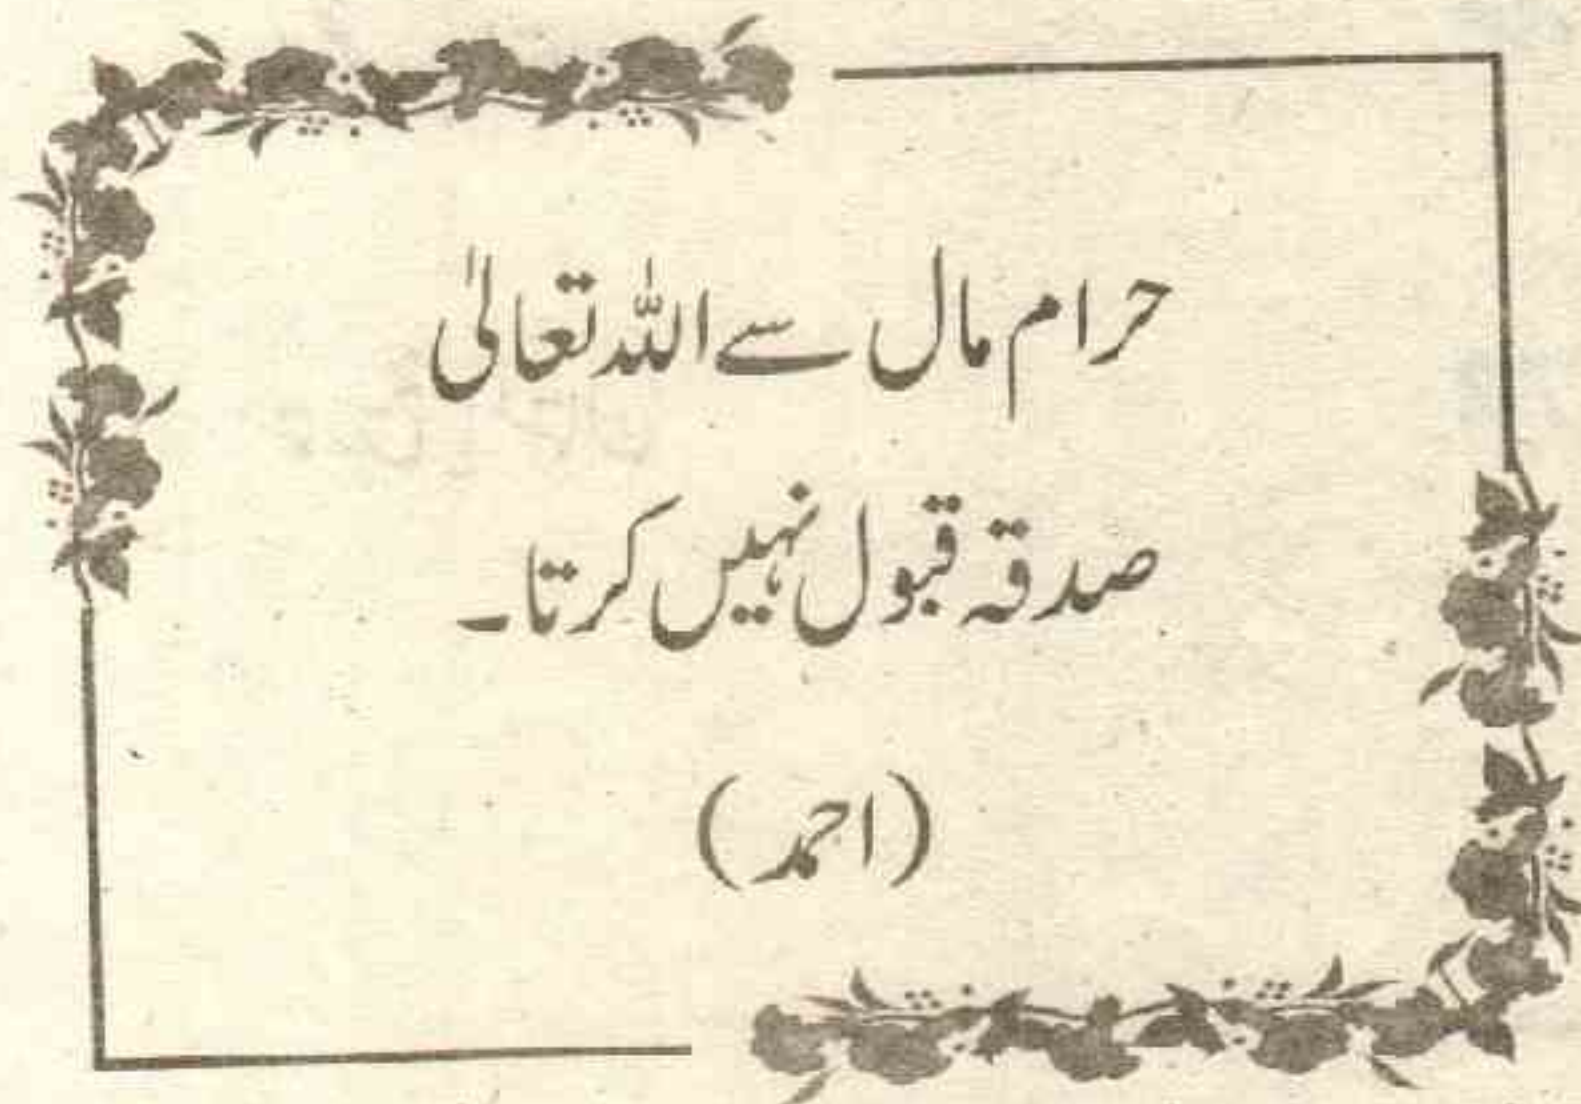 حرام مال سے اللہ تعالیٰ
صدقہ قبول نہیں کرتا۔
(احمد)